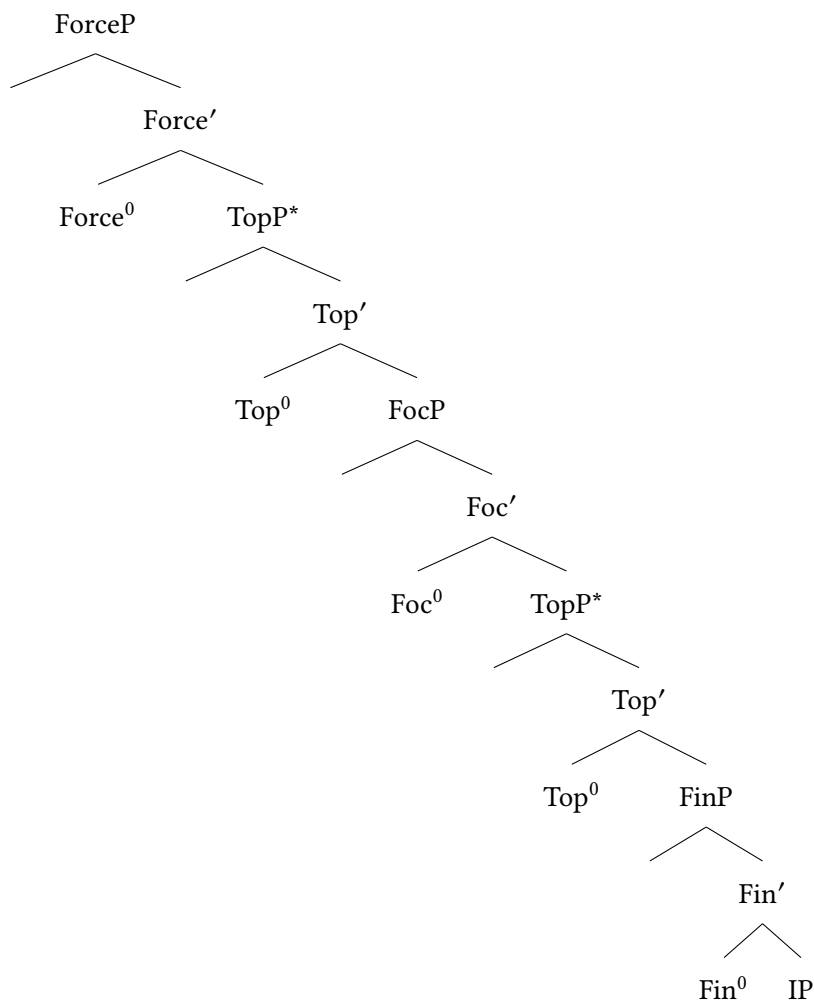 ForceP
Force′
Force⁰ TopP*
Top′
Top⁰ FocP
Foc′
Foc⁰ TopP*
Top′
Top⁰ FinP
Fin′
Fin⁰ IP